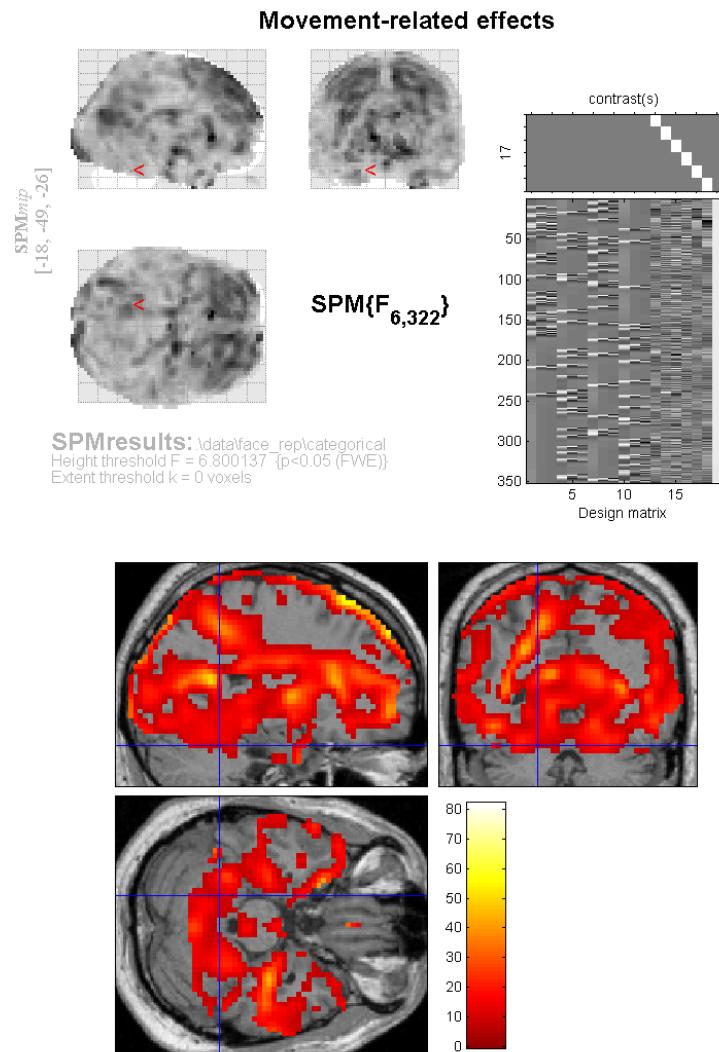 Movement-related effects
contrast(s)
17
SPMmip
[-18, -49, -26]
<
<
<
SPM{F6,322}
50
100
150
200
250
300
350
5 10 15
Design matrix
SPMresults: .\data\face_rep\categorical
Height threshold F = 6.800137 {p<0.05 (FWE)}
Extent threshold k = 0 voxels
80
70
60
50
40
30
20
10
0